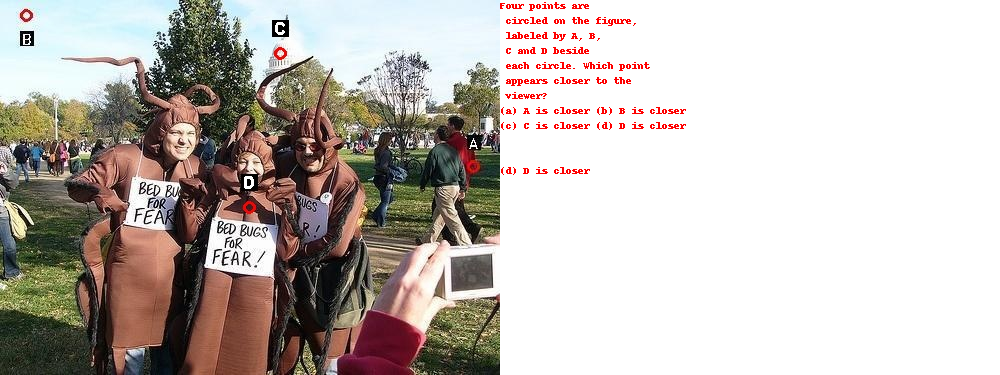 Four points are
circled on the figure,
labeled by A, B,
C and D beside
each circle. Which point
appears closer to the
viewer?
(a) A is closer (b) B is closer
(c) C is closer (d) D is closer
(d) D is closer
B
C
A
D
BED BUGS
FOR
FEAR
BED BUGS
FOR
FEAR!
BUGS
R!